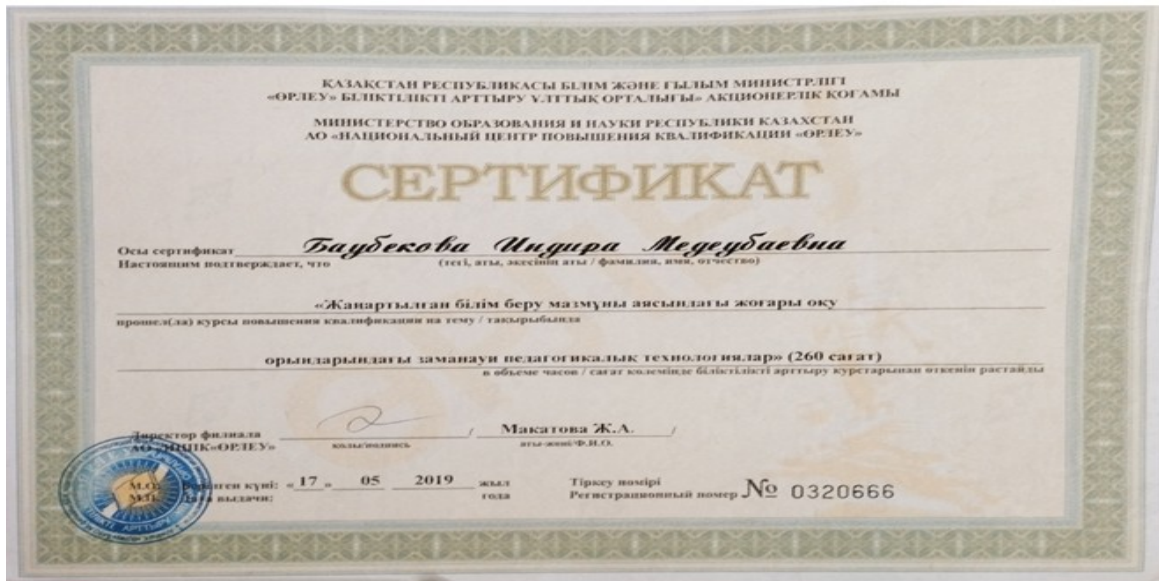 ҚАЗАҚСТАН РЕСПУБЛИКАСЫ БІЛІМ ЖӘНЕ ҒЫЛЫМ МИНИСТРЛІГІ
«ӨРЛЕУ» БІЛІКТІЛІКТІ АРТТЫРУ ҰЛТТЫҚ ОРТАЛЫҒЫ» АКЦИОНЕРЛІК ҚОҒАМЫ
МИНИСТЕРСТВО ОБРАЗОВАНИЯ И НАУКИ РЕСПУБЛИКИ КАЗАХСТАН
АО «НАЦИОНАЛЬНЫЙ ЦЕНТР ПОВЫШЕНИЯ КВАЛИФИКАЦИИ «ӨРЛЕУ»
СЕРТИФИКАТ
Осы сертификат Баубекова Индира Медеубаевна
Настоящим подтверждает, что (тегі, аты, әкесінің аты / фамилия, имя, отчество)
«Жаңартылған білім беру мазмұны аясындағы жоғары оқу
прошел(ла) курсы повышения квалификации на тему / тақырыбында
орындарындағы заманауи педагогикалық технологиялар» (260 сағат)
в объеме часов / сағат көлемінде біліктілікті арттыру курстарынан өткенін растайды
Директор филиала / Макатова Ж.А. /
АО «НЦПК «ӨРЛЕУ» қолы/подпись аты-жөні/Ф.И.О.
М.О. Берілген күні: « 17 » 05 2019 жыл Тіркеу нөмірі
М.П. Дата выдачи: года Регистрационный номер № 0320666